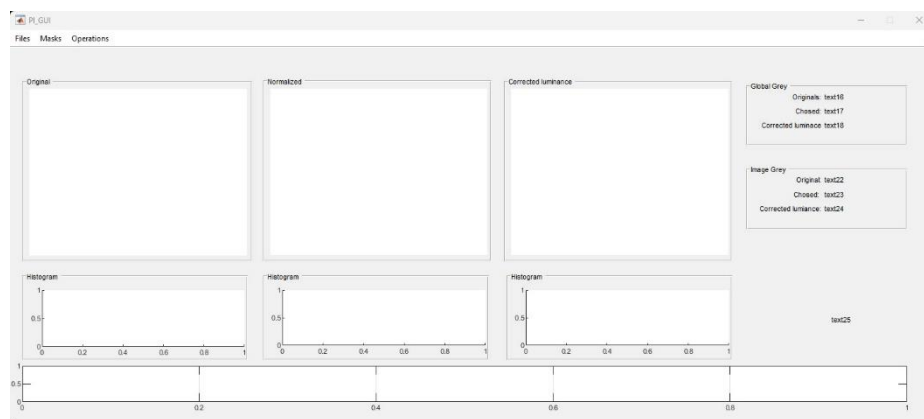 PI_GUI
Files Masks Operations
Original
Normalized
Corrected luminance
Global Grey
Originals: text16
Chosed: text17
Corrected luminace text18
Image Grey
Original: text22
Chosed: text23
Corrected lumiance: text24
Histogram
1
0.5
0
0 0.2 0.4 0.6 0.8 1
Histogram
1
0.5
0
0 0.2 0.4 0.6 0.8 1
Histogram
1
0.5
0
0 0.2 0.4 0.6 0.8 1
text25
1
0.5
0
0 0.2 0.4 0.6 0.8 1